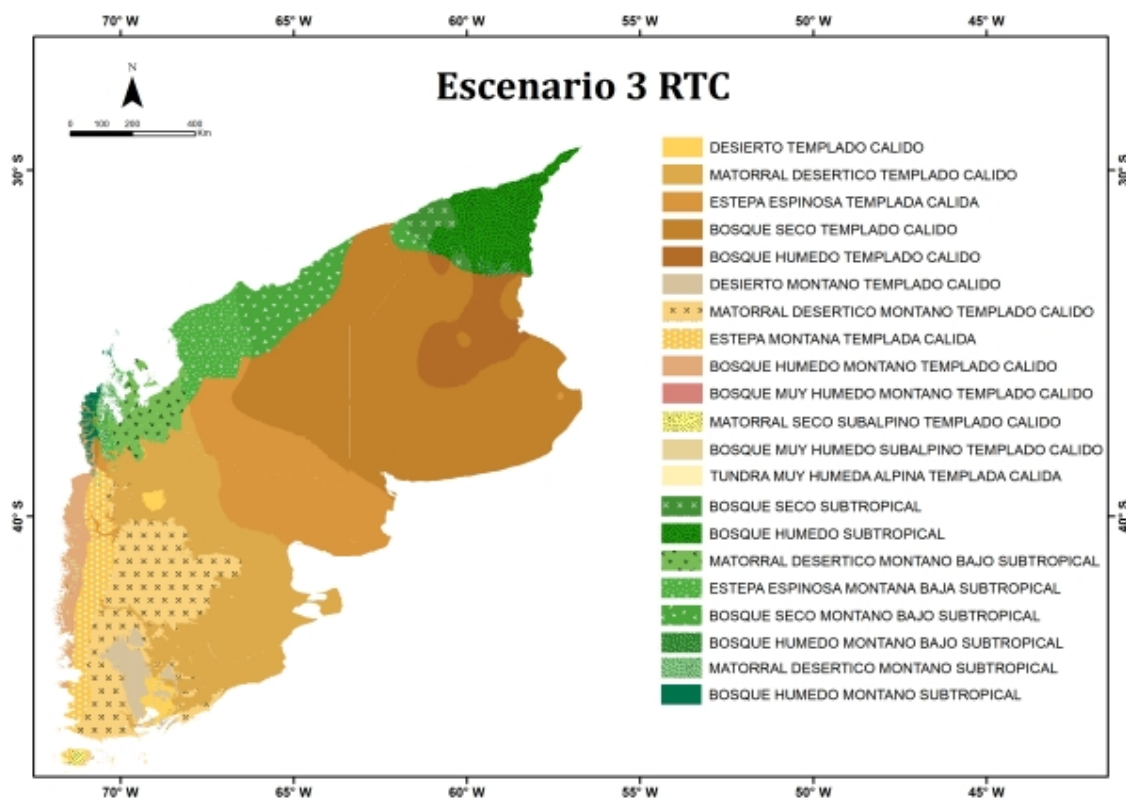 70° W 65° W 60° W 55° W 50° W 45° W
Escenario 3 RTC
N
0 100 200 400
Km
30° S 30° S
DESIERTO TEMPLADO CALIDO
MATORRAL DESERTICO TEMPLADO CALIDO
ESTEPA ESPINOSA TEMPLADA CALIDA
BOSQUE SECO TEMPLADO CALIDO
BOSQUE HUMEDO TEMPLADO CALIDO
DESIERTO MONTANO TEMPLADO CALIDO
MATORRAL DESERTICO MONTANO TEMPLADO CALIDO
ESTEPA MONTANA TEMPLADA CALIDA
BOSQUE HUMEDO MONTANO TEMPLADO CALIDO
BOSQUE MUY HUMEDO MONTANO TEMPLADO CALIDO
MATORRAL SECO SUBALPINO TEMPLADO CALIDO
BOSQUE MUY HUMEDO SUBALPINO TEMPLADO CALIDO
TUNDRA MUY HUMEDA ALPINA TEMPLADA CALIDA
BOSQUE SECO SUBTROPICAL
40° S 40° S
BOSQUE HUMEDO SUBTROPICAL
MATORRAL DESERTICO MONTANO BAJO SUBTROPICAL
ESTEPA ESPINOSA MONTANA BAJA SUBTROPICAL
BOSQUE SECO MONTANO BAJO SUBTROPICAL
BOSQUE HUMEDO MONTANO BAJO SUBTROPICAL
MATORRAL DESERTICO MONTANO SUBTROPICAL
BOSQUE HUMEDO MONTANO SUBTROPICAL
70° W 65° W 60° W 55° W 50° W 45° W